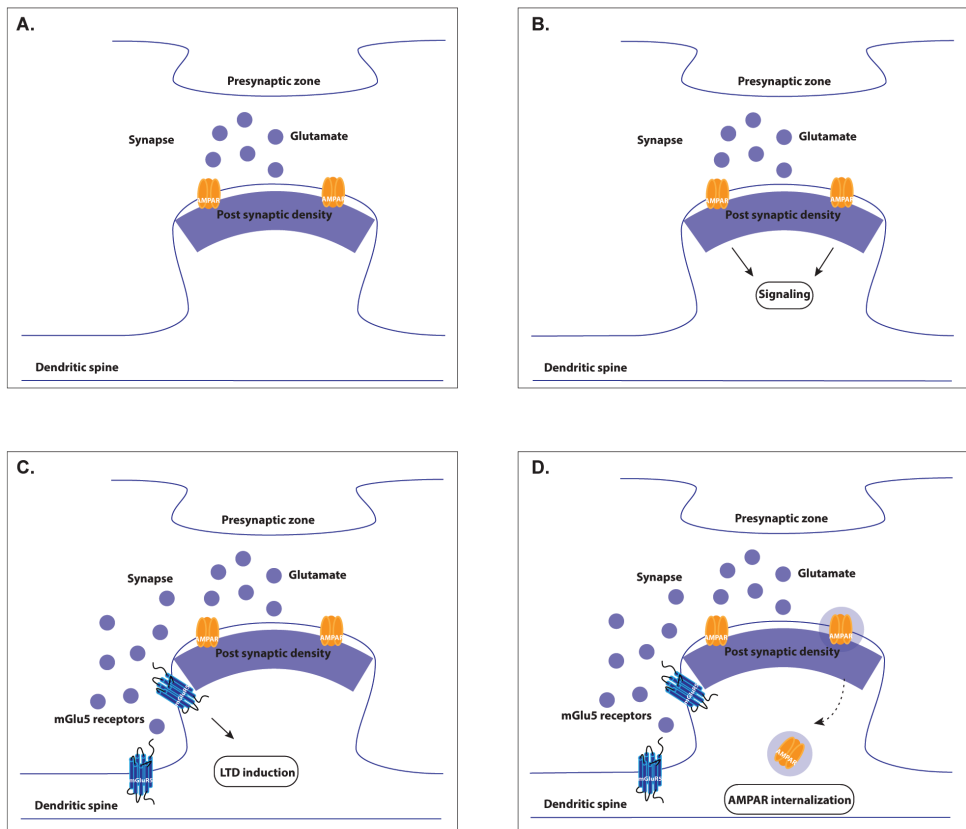 A.
Presynaptic zone
Synapse
Glutamate
AMPAR
AMPAR
Post synaptic density
Dendritic spine
B.
Presynaptic zone
Synapse
Glutamate
AMPAR
AMPAR
Post synaptic density
Signaling
Dendritic spine
C.
Presynaptic zone
Synapse
Glutamate
AMPAR
AMPAR
Post synaptic density
mGlu5 receptors
LTD induction
mGluR5
Dendritic spine
D.
Presynaptic zone
Synapse
Glutamate
AMPAR
AMPAR
Post synaptic density
mGlu5 receptors
AMPAR
mGluR5
AMPAR internalization
Dendritic spine